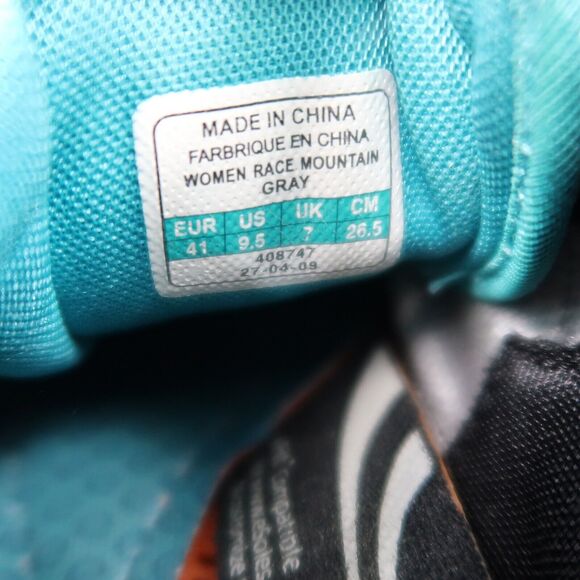 MADE IN CHINA
FARBRIQUE EN CHINA
WOMEN RACE MOUNTAIN
GRAY
EUR US UK CM
41 9.5 7 26.5
408747
27-04-09